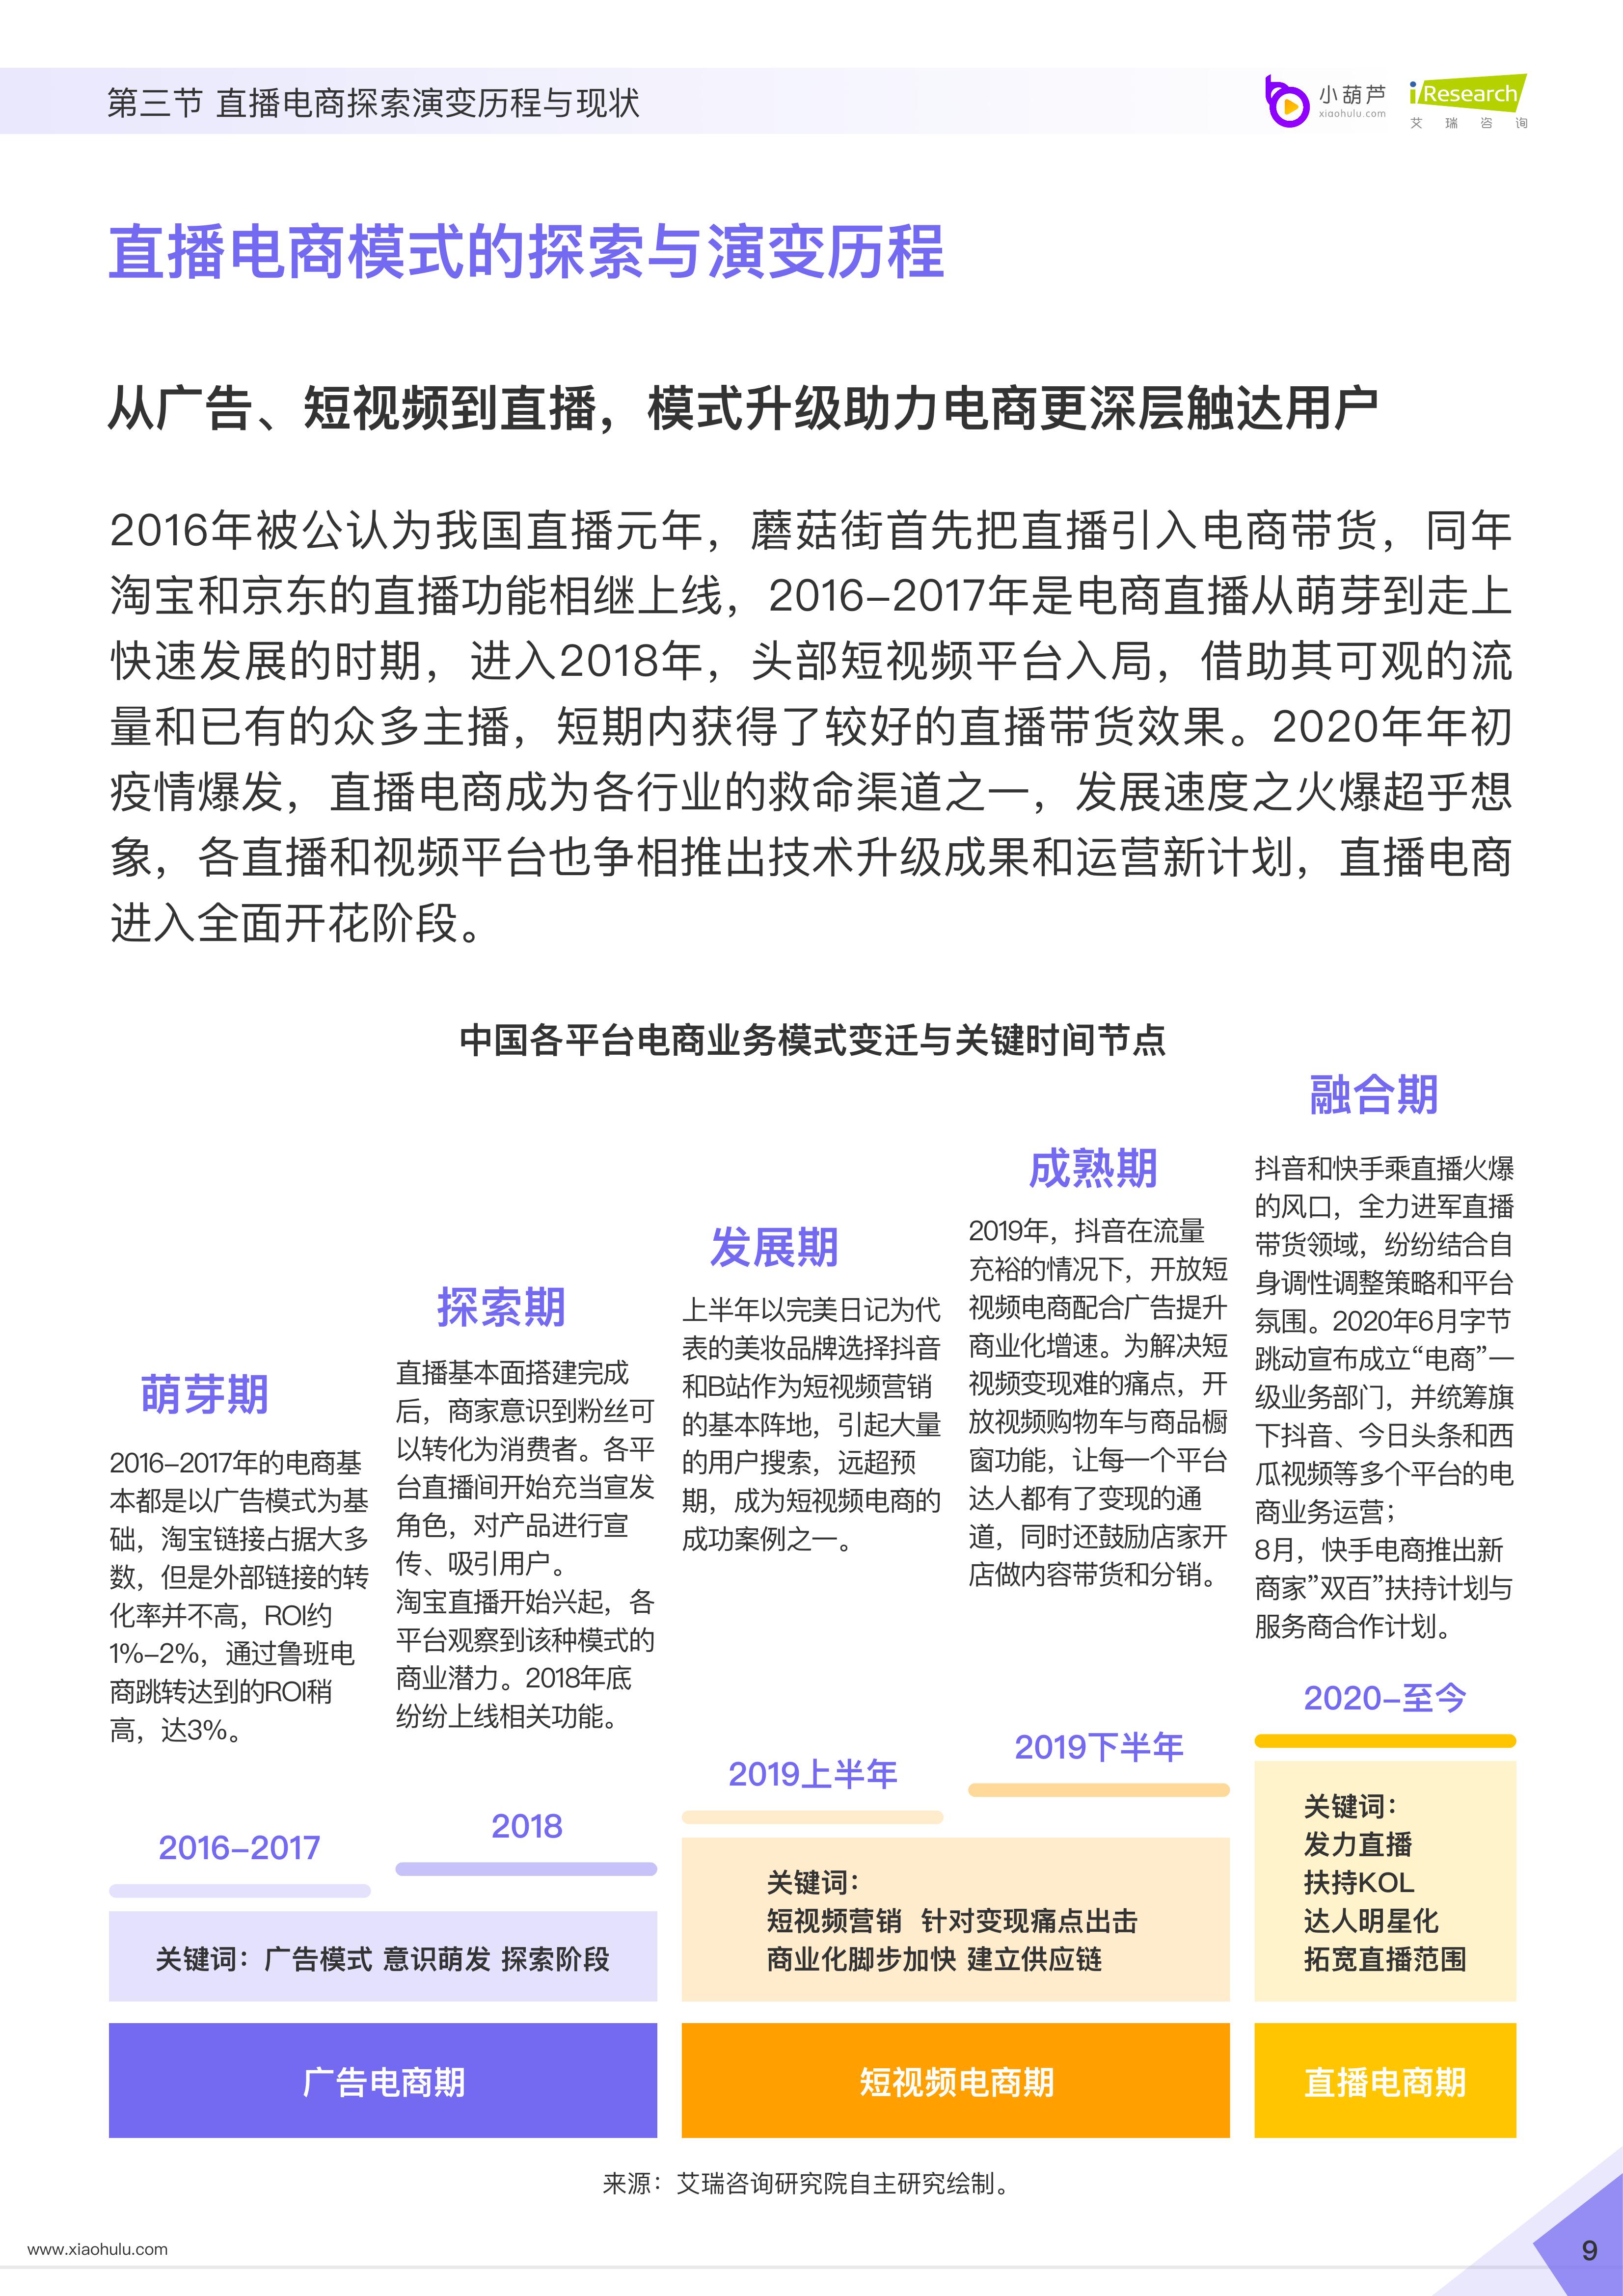 第三节 直播电商探索演变历程与现状
小葫芦
xiaohulu.com
iResearch
艾瑞咨询
直播电商模式的探索与演变历程
从广告、短视频到直播，模式升级助力电商更深层触达用户
2016年被公认为我国直播元年，蘑菇街首先把直播引入电商带货，同年
淘宝和京东的直播功能相继上线，2016-2017年是电商直播从萌芽到走上
快速发展的时期，进入2018年，头部短视频平台入局，借助其可观的流
量和已有的众多主播，短期内获得了较好的直播带货效果。2020年年初
疫情爆发，直播电商成为各行业的救命渠道之一，发展速度之火爆超乎想
象，各直播和视频平台也争相推出技术升级成果和运营新计划，直播电商
进入全面开花阶段。
中国各平台电商业务模式变迁与关键时间节点
萌芽期
2016-2017年的电商基
本都是以广告模式为基
础，淘宝链接占据大多
数，但是外部链接的转
化率并不高，ROI约
1%-2%，通过鲁班电
商跳转达到的ROI稍
高，达3%。
2016-2017
探索期
直播基本面搭建完成
后，商家意识到粉丝可
以转化为消费者。各平
台直播间开始充当宣发
角色，对产品进行宣
传、吸引用户。
淘宝直播开始兴起，各
平台观察到该种模式的
商业潜力。2018年底
纷纷上线相关功能。
2018
发展期
上半年以完美日记为代
表的美妆品牌选择抖音
和B站作为短视频营销
的基本阵地，引起大量
的用户搜索，远超预
期，成为短视频电商的
成功案例之一。
2019上半年
成熟期
2019年，抖音在流量
充裕的情况下，开放短
视频电商配合广告提升
商业化增速。为解决短
视频变现难的痛点，开
放视频购物车与商品橱
窗功能，让每一个平台
达人都有了变现的通
道，同时还鼓励店家开
店做内容带货和分销。
2019下半年
融合期
抖音和快手乘直播火爆
的风口，全力进军直播
带货领域，纷纷结合自
身调性调整策略和平台
氛围。2020年6月字节
跳动宣布成立“电商”一
级业务部门，并统筹旗
下抖音、今日头条和西
瓜视频等多个平台的电
商业务运营；
8月，快手电商推出新
商家”双百”扶持计划与
服务商合作计划。
2020-至今
关键词：广告模式 意识萌发 探索阶段
关键词：
短视频营销 针对变现痛点出击
商业化脚步加快 建立供应链
关键词：
发力直播
扶持KOL
达人明星化
拓宽直播范围
广告电商期
短视频电商期
直播电商期
来源：艾瑞咨询研究院自主研究绘制。
www.xiaohulu.com
9